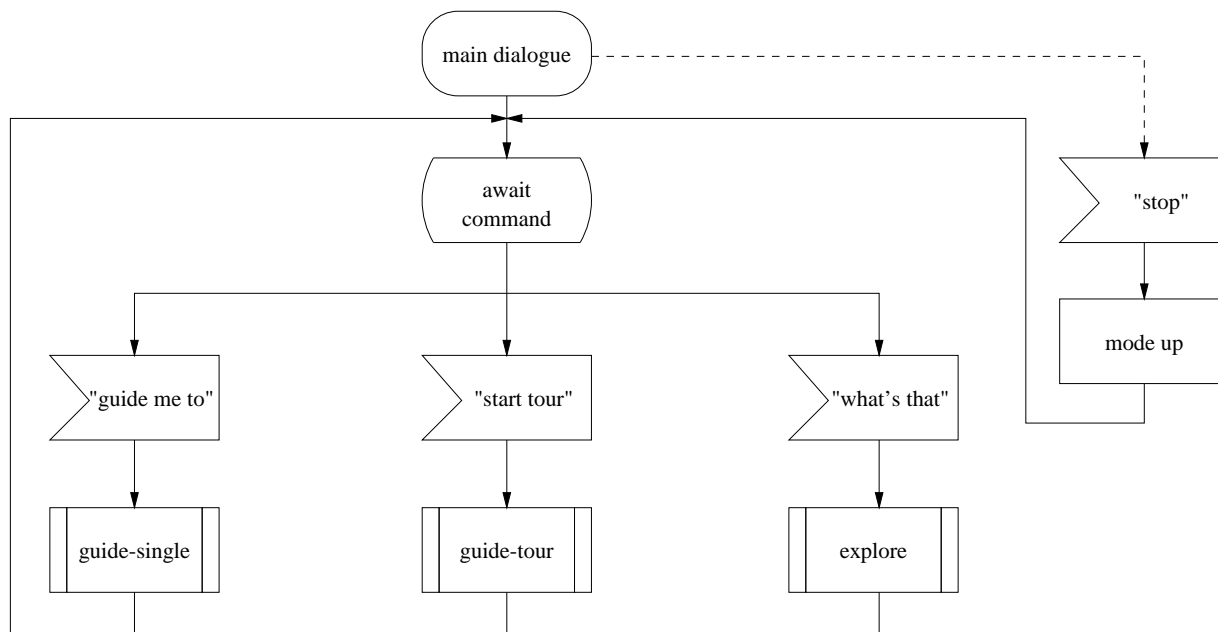 main dialogue
await
command
"stop"
mode up
"guide me to"
"start tour"
"what’s that"
guide-single
guide-tour
explore